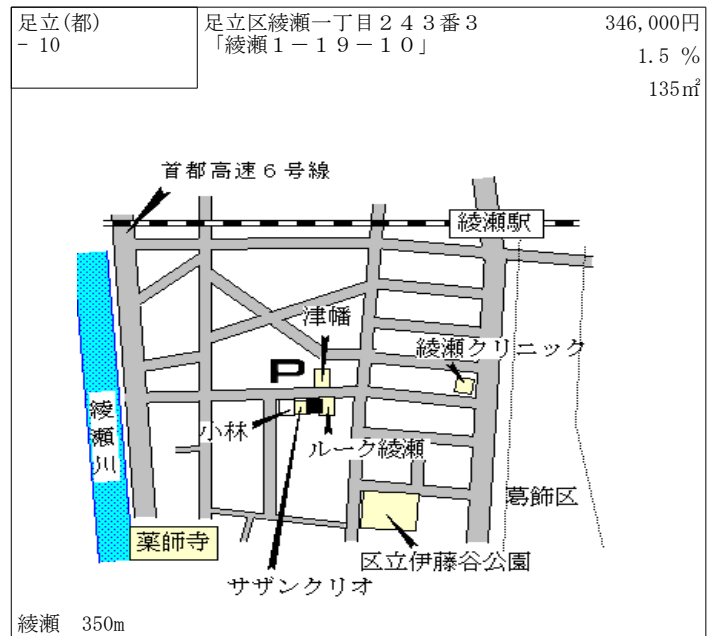 足立(都)
- 10
足立区綾瀬一丁目２４３番３
「綾瀬１－１９－１０」
346,000円
1.5 %
135㎡
首都高速６号線
綾瀬駅
津幡
綾瀬クリニック
P
綾瀬川
小林
ルーク綾瀬
葛飾区
薬師寺
区立伊藤谷公園
サザンクリオ
綾瀬　350m